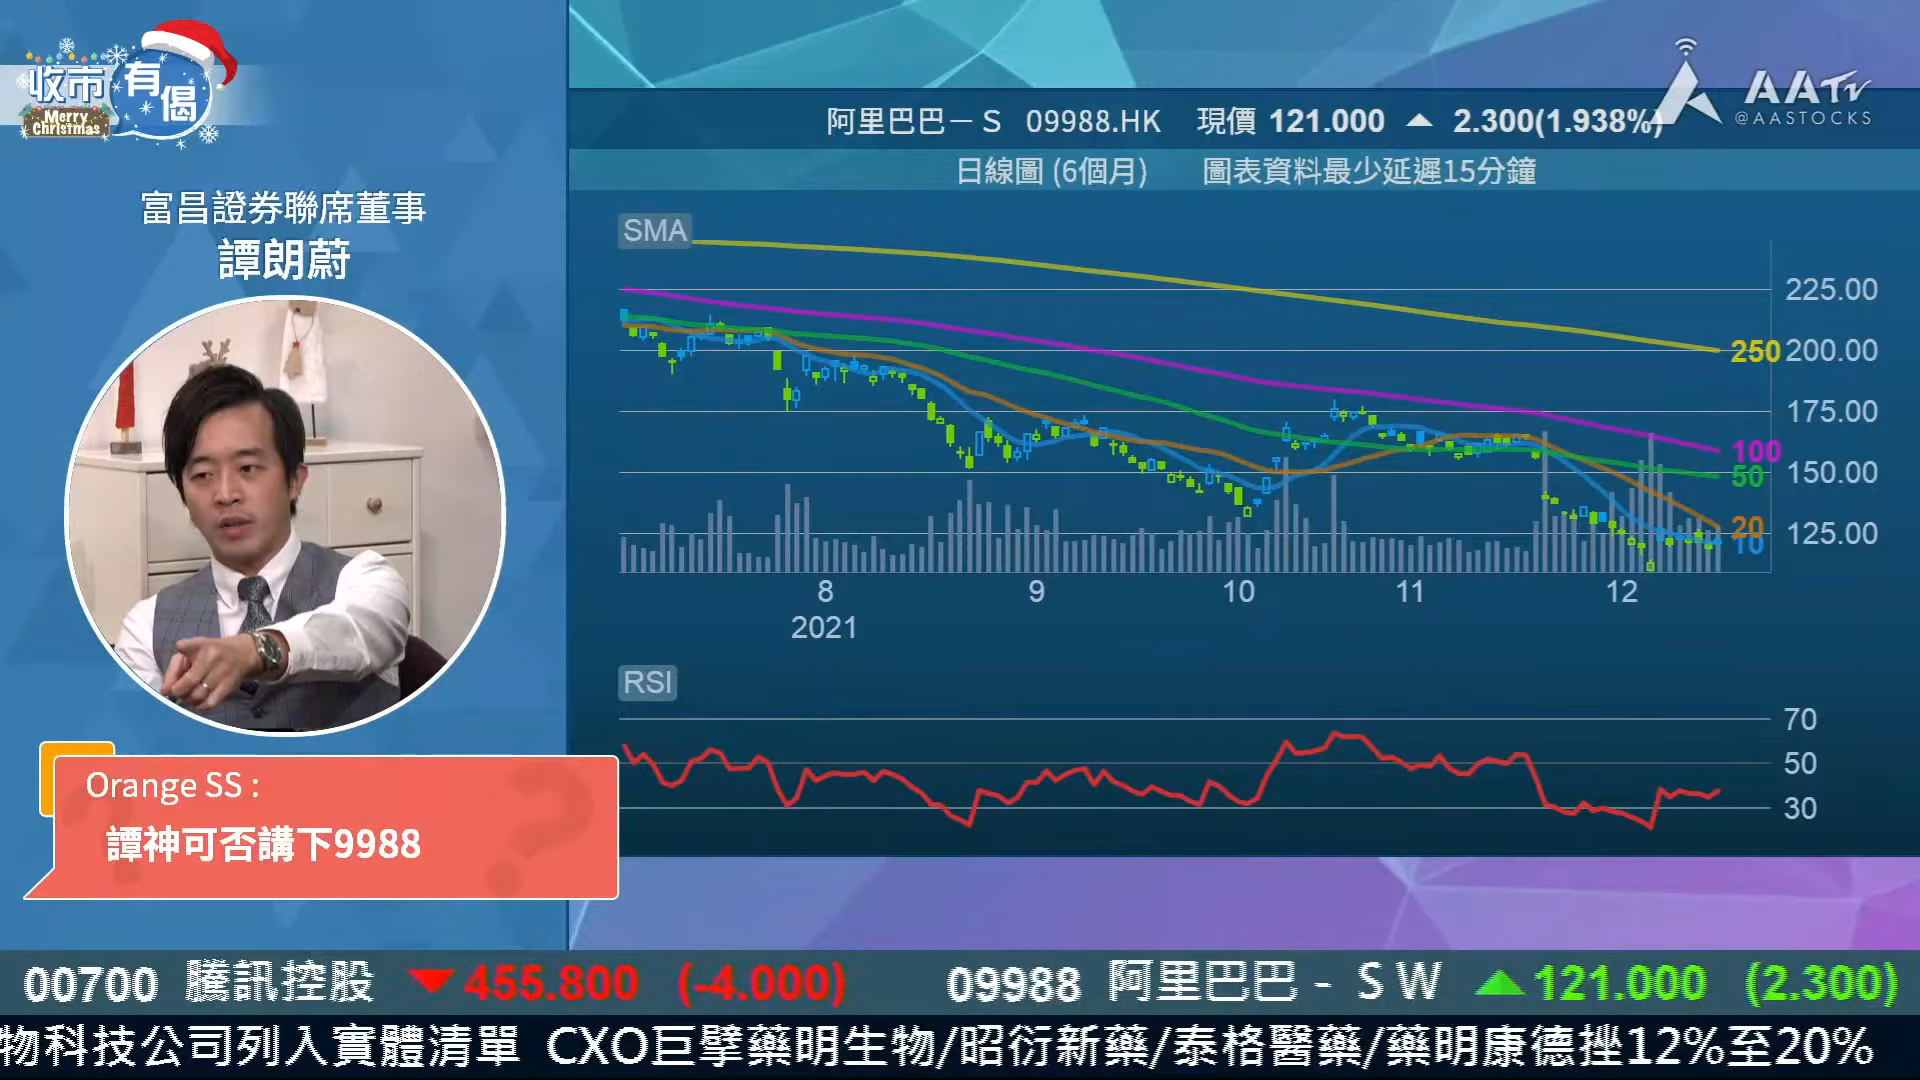 收市
有偈
Merry
Christmas
AATV
@AASTOCKS
阿里巴巴－S 09988.HK 現價 121.000 ▲ 2.300(1.938%)
日線圖 (6個月) 圖表資料最少延遲15分鐘
富昌證券聯席董事
譚朗蔚
SMA
225.00
250 200.00
175.00
100
50 150.00
20
10 125.00
8 9 10 11 12
2021
RSI
70
50
30
Orange SS :
譚神可否講下9988
00700 騰訊控股 ▼455.800 (-4.000) 09988 阿里巴巴 - S W ▲121.000 (2.300)
物科技公司列入實體清單 CXO巨擘藥明生物/昭衍新藥/泰格醫藥/藥明康德挫12%至20%